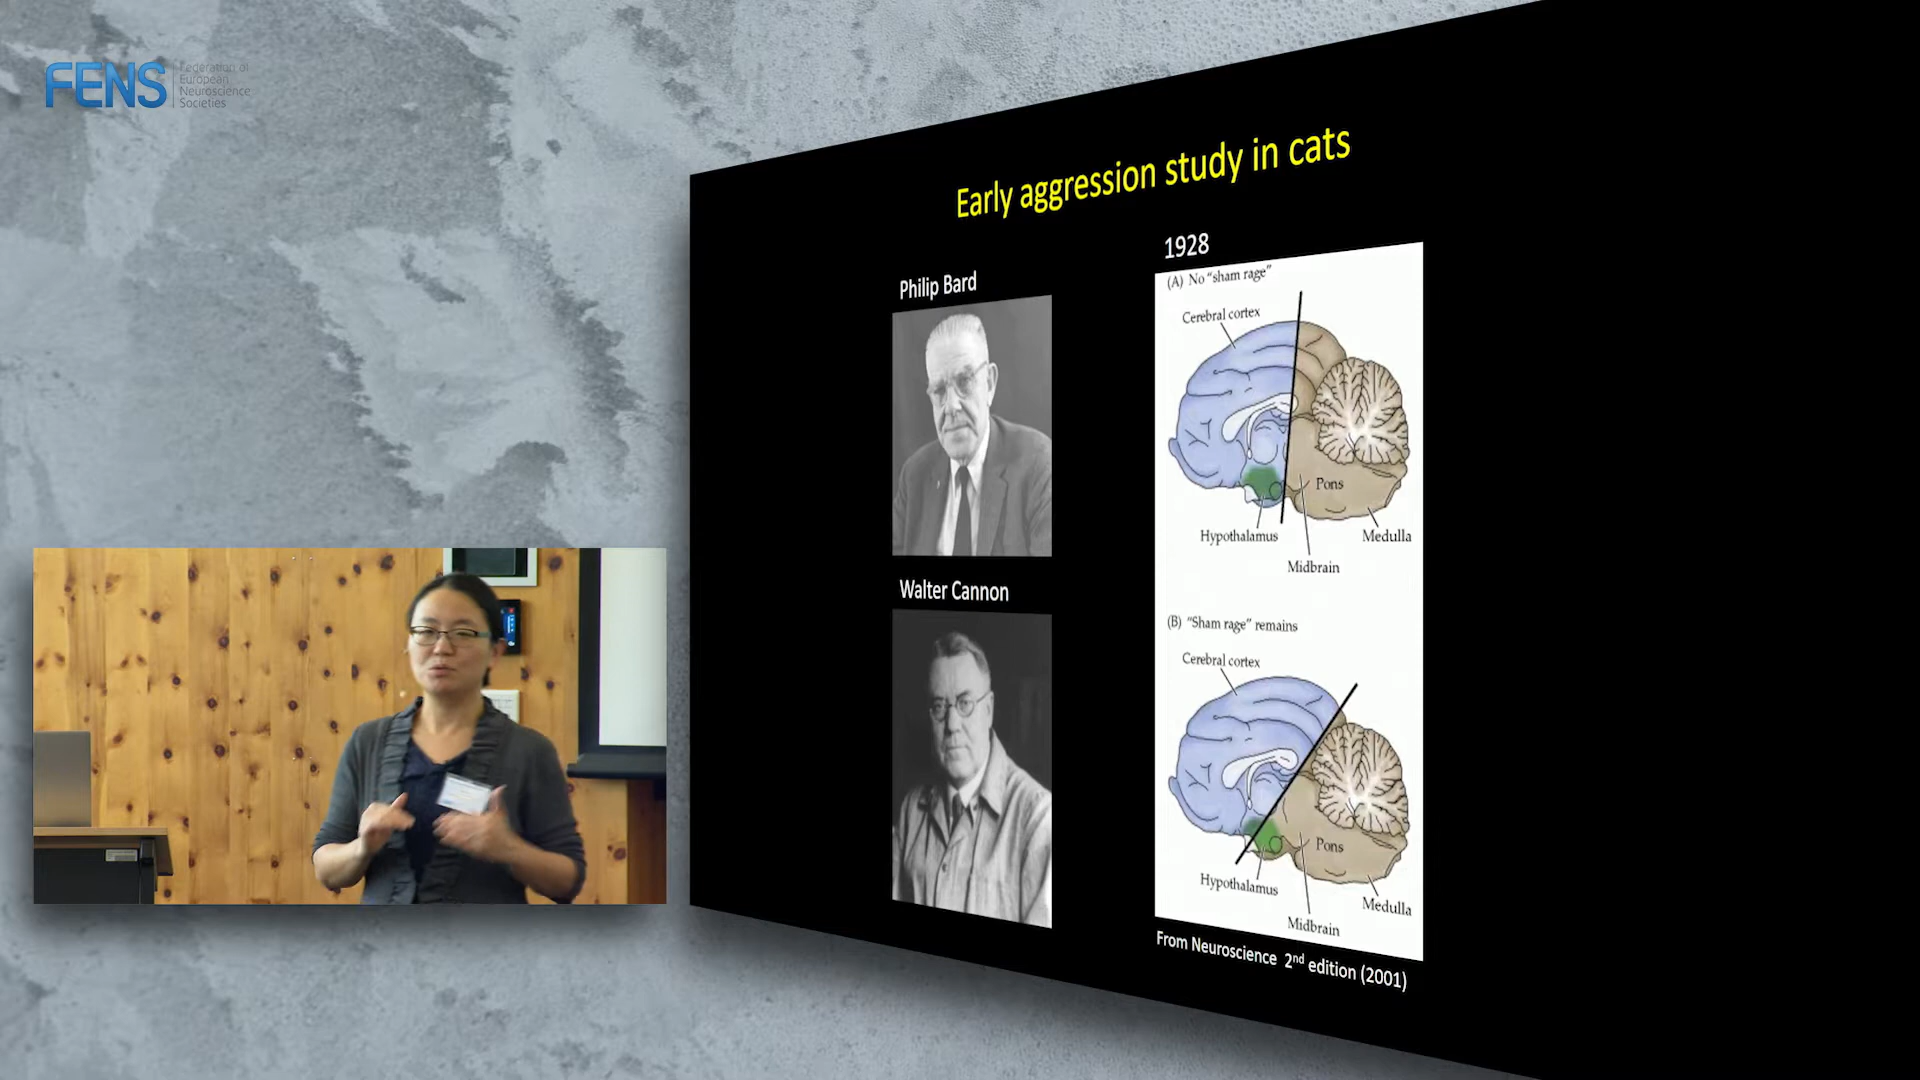 FENS
Federation of
European
Neuroscience
Societies
Early aggression study in cats
Philip Bard
Walter Cannon
1928
(A) No “sham rage”
Cerebral cortex
Pons
Hypothalamus
Medulla
Midbrain
(B) “Sham rage” remains
Cerebral cortex
Pons
Hypothalamus
Medulla
Midbrain
From Neuroscience 2nd edition (2001)